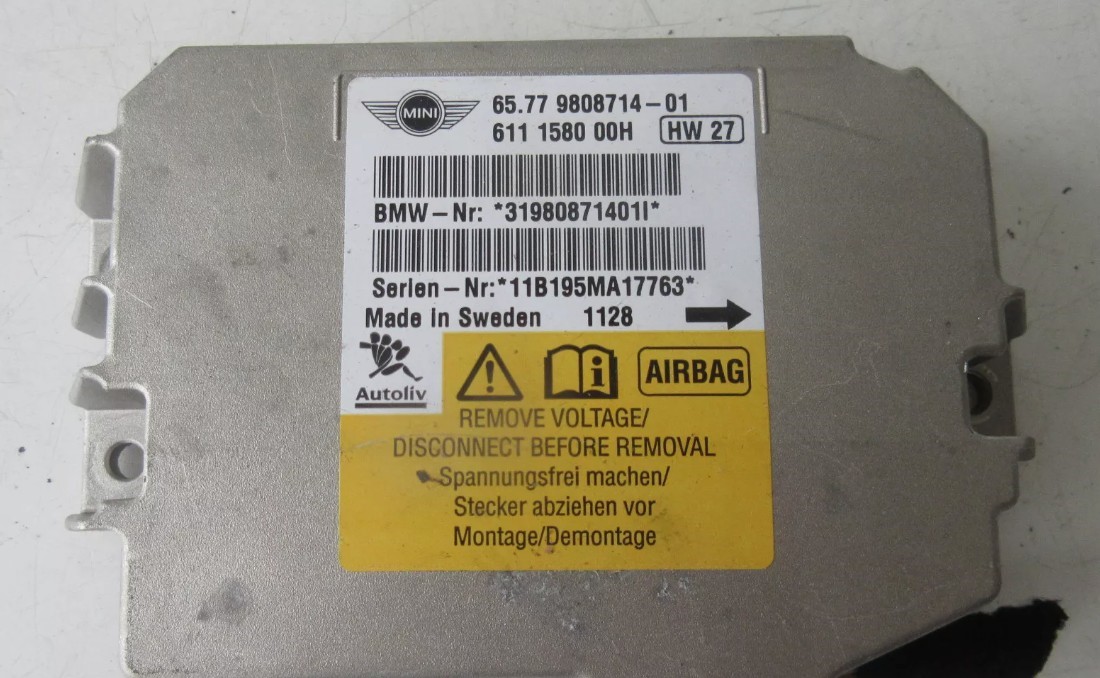 MINI
65.77 9808714-01
611 1580 00H HW 27
BMW-Nr: *31980871401I*
Serien-Nr:*11B195MA17763*
Made in Sweden 1128
Autoliv
AIRBAG
REMOVE VOLTAGE/
DISCONNECT BEFORE REMOVAL
Spannungsfrei machen/
Stecker abziehen vor
Montage/Demontage